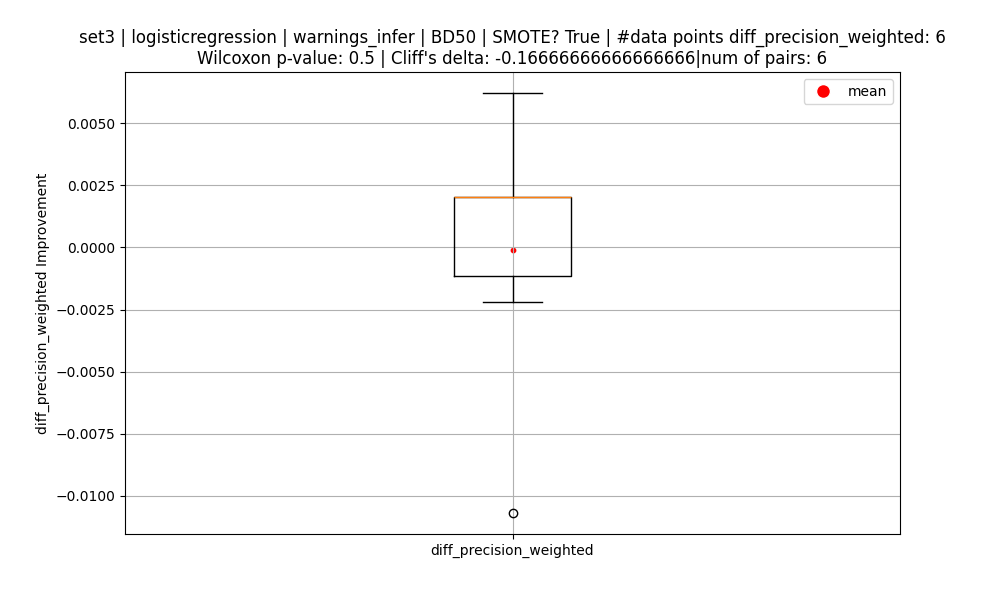 set3 | logisticregression | warnings_infer | BD50 | SMOTE? True | #data points diff_precision_weighted: 6
Wilcoxon p-value: 0.5 | Cliff's delta: -0.16666666666666666|num of pairs: 6
mean
0.0050
0.0025
0.0000
−0.0025
−0.0050
−0.0075
−0.0100
diff_precision_weighted Improvement
diff_precision_weighted